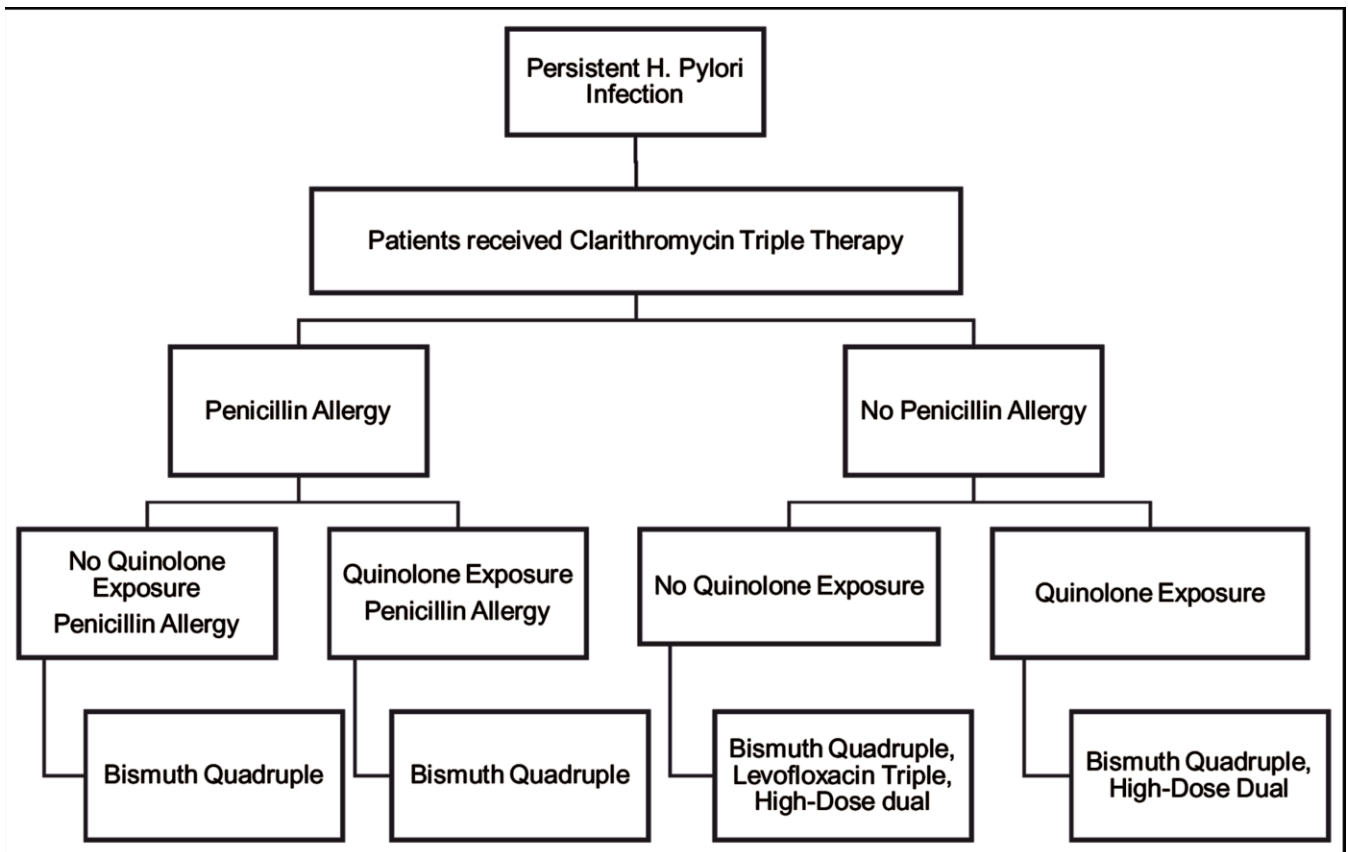 Persistent H. Pylori
Infection
Patients received Clarithromycin Triple Therapy
Penicillin Allergy
No Penicillin Allergy
No Quinolone
Exposure
Penicillin Allergy
Quinolone Exposure
Penicillin Allergy
No Quinolone Exposure
Quinolone Exposure
Bismuth Quadruple
Bismuth Quadruple
Bismuth Quadruple,
Levofloxacin Triple,
High-Dose dual
Bismuth Quadruple,
High-Dose Dual